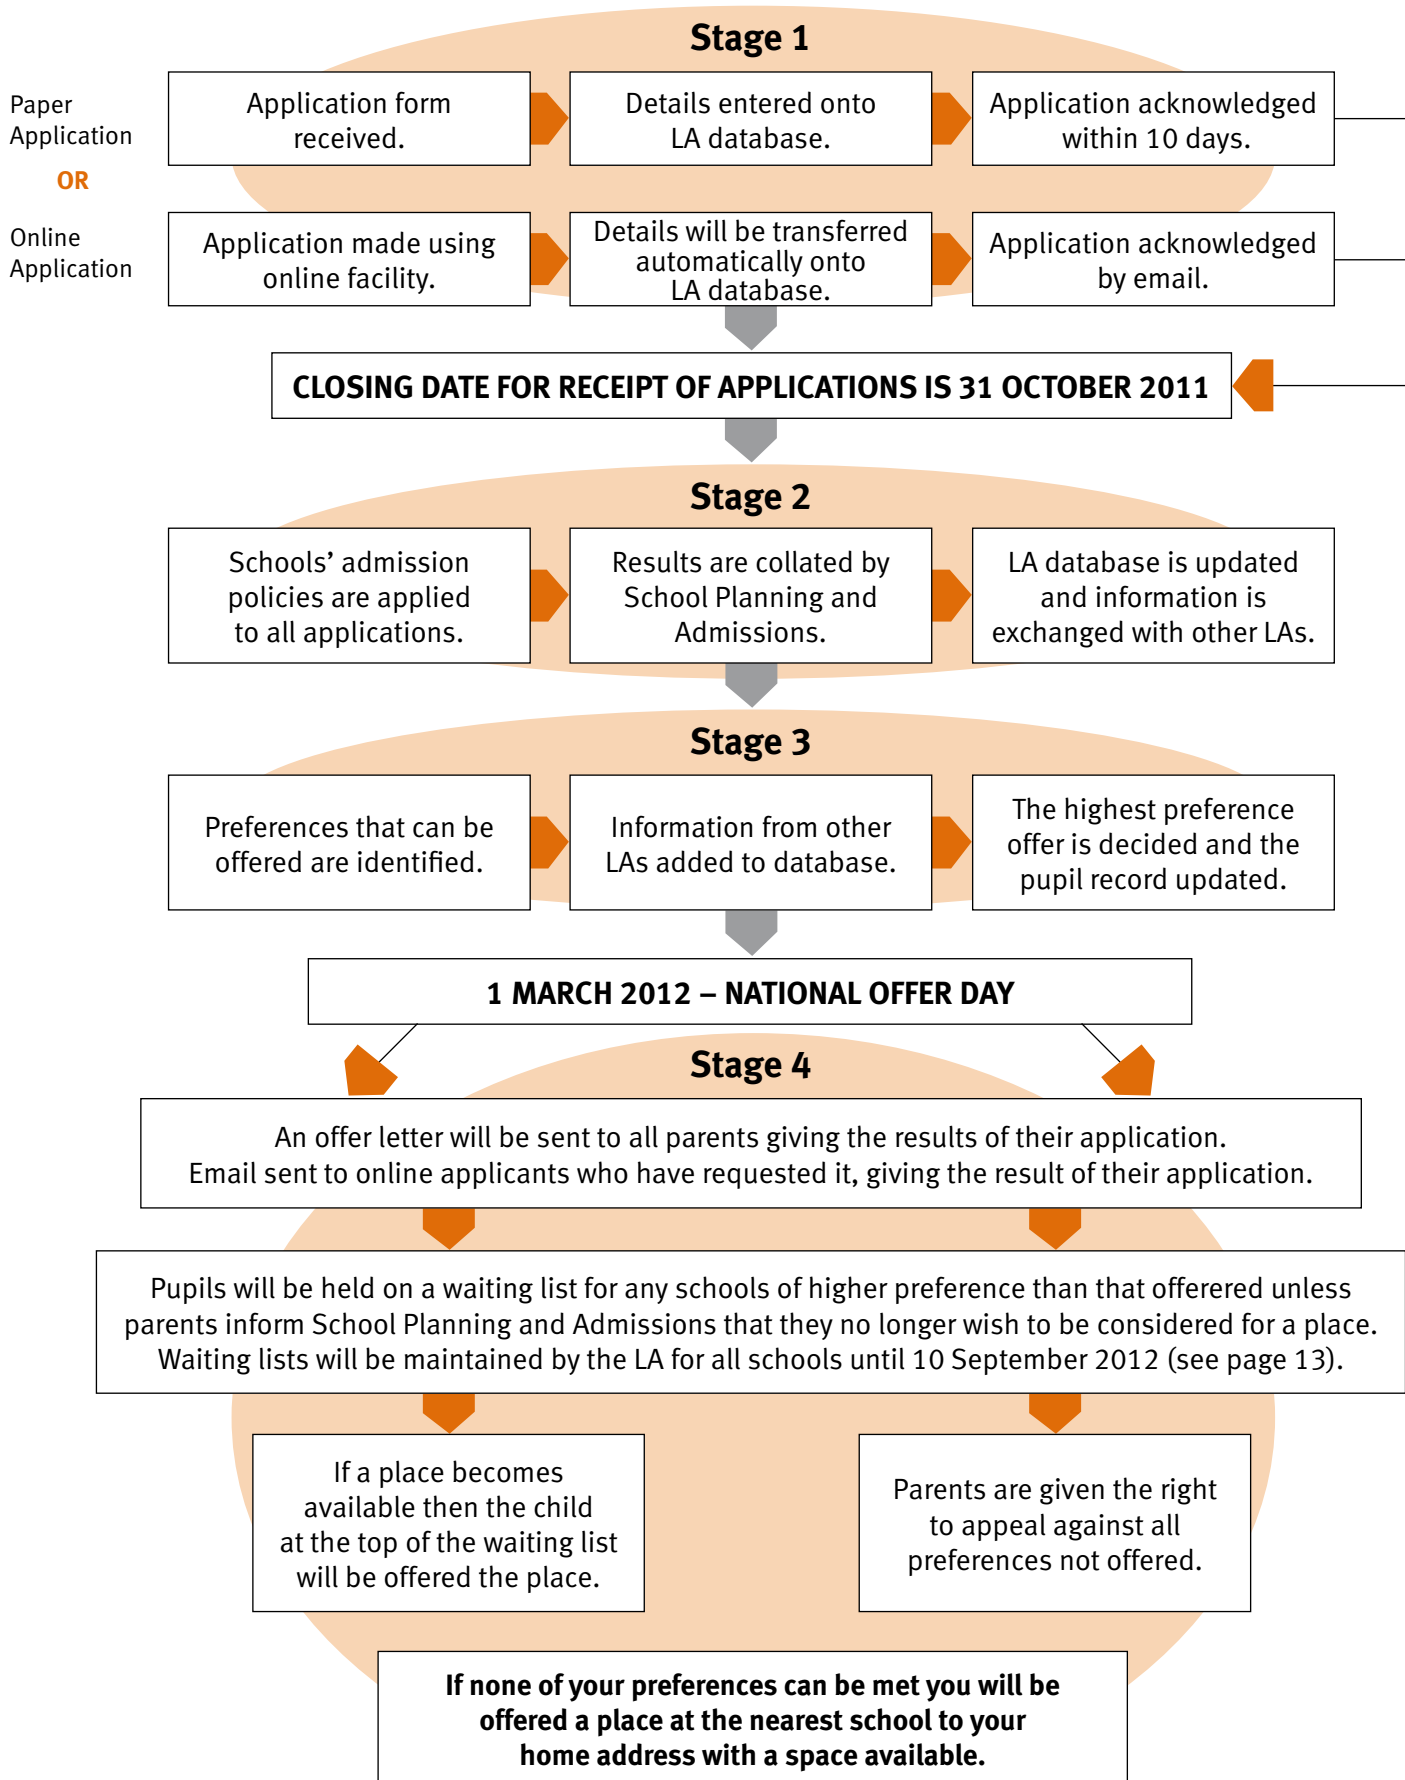 Stage 1
Paper
Application
Application form
received.
Details entered onto
LA database.
Application acknowledged
within 10 days.
OR
Online
Application
Application made using
online facility.
Details will be transferred
automatically onto
LA database.
Application acknowledged
by email.
CLOSING DATE FOR RECEIPT OF APPLICATIONS IS 31 OCTOBER 2011
Stage 2
Schools’ admission
policies are applied
to all applications.
Results are collated by
School Planning and
Admissions.
LA database is updated
and information is
exchanged with other LAs.
Stage 3
Preferences that can be
offered are identified.
Information from other
LAs added to database.
The highest preference
offer is decided and the
pupil record updated.
1 MARCH 2012 – NATIONAL OFFER DAY
Stage 4
An offer letter will be sent to all parents giving the results of their application.
Email sent to online applicants who have requested it, giving the result of their application.
Pupils will be held on a waiting list for any schools of higher preference than that offerered unless
parents inform School Planning and Admissions that they no longer wish to be considered for a place.
Waiting lists will be maintained by the LA for all schools until 10 September 2012 (see page 13).
If a place becomes
available then the child
at the top of the waiting list
will be offered the place.
Parents are given the right
to appeal against all
preferences not offered.
If none of your preferences can be met you will be
offered a place at the nearest school to your
home address with a space available.